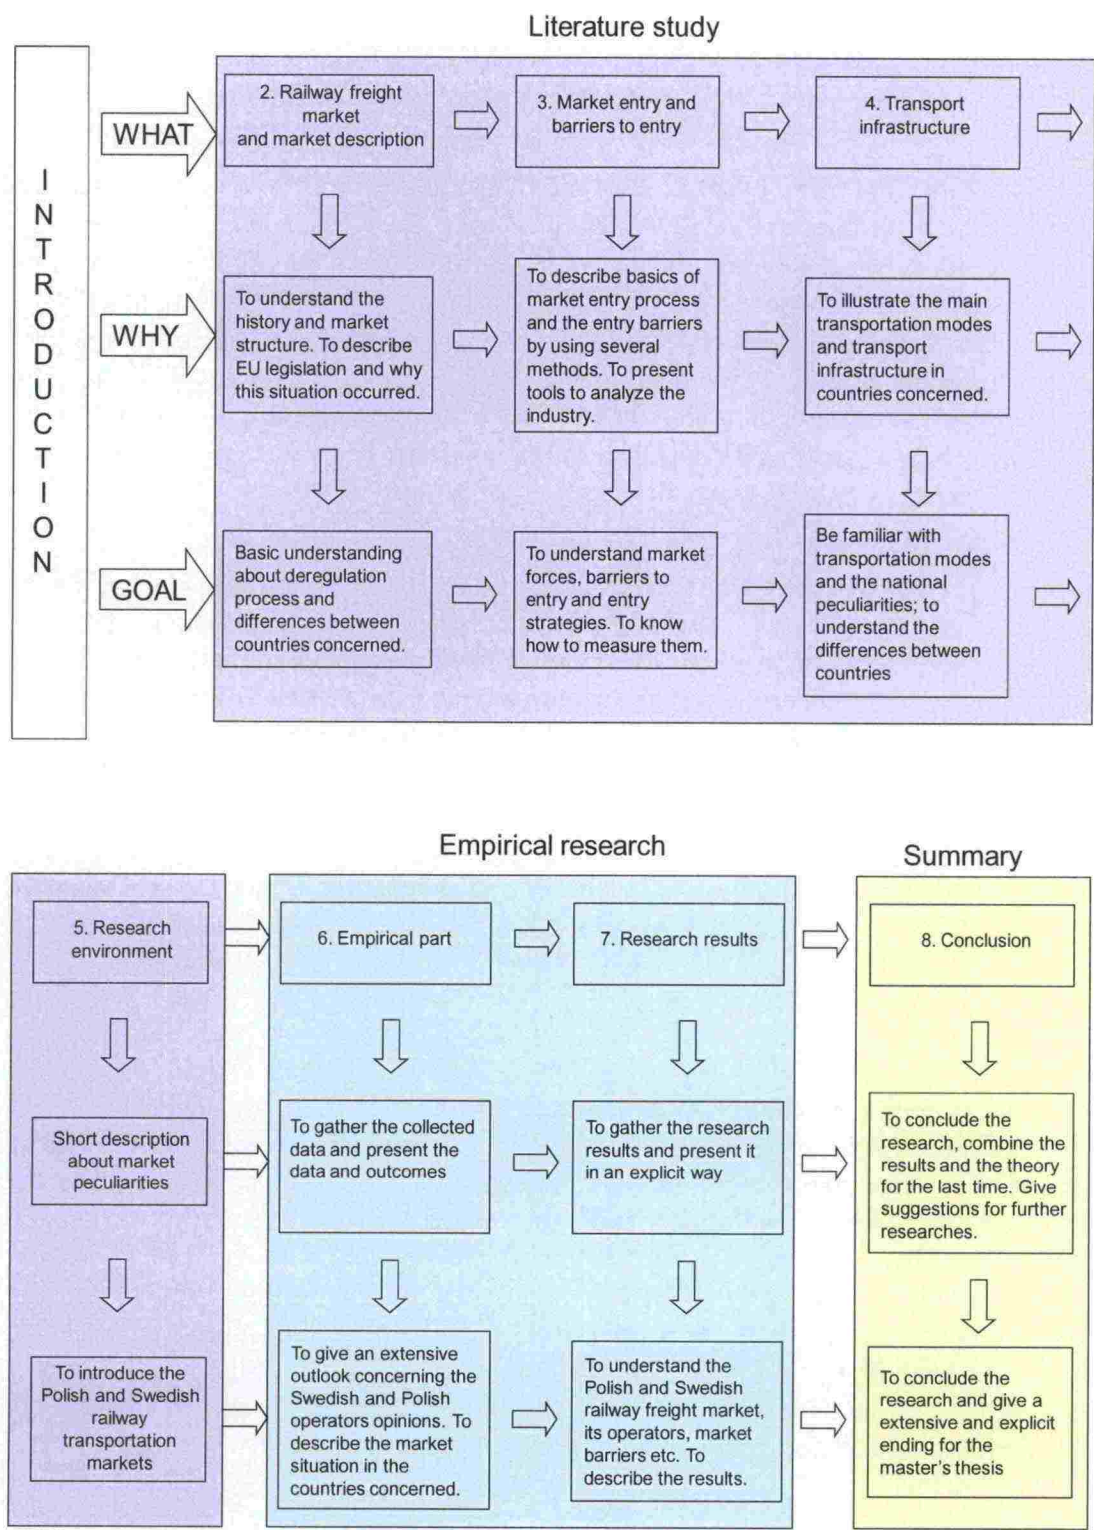 Literature study
INTRODUCTION
WHAT
2. Railway freight
market
and market description
3. Market entry and
barriers to entry
4. Transport
infrastructure
WHY
To understand the
history and market
structure. To describe
EU legislation and why
this situation occurred.
To describe basics of
market entry process
and the entry barriers
by using several
methods. To present
tools to analyze the
industry.
To illustrate the main
transportation modes
and transport
infrastructure in
countries concerned.
GOAL
Basic understanding
about deregulation
process and
differences between
countries concerned.
To understand market
forces, barriers to
entry and entry
strategies. To know
how to measure them.
Be familiar with
transportation modes
and the national
peculiarities; to
understand the
differences between
countries
Empirical research
Summary
5. Research
environment
6. Empirical part
7. Research results
8. Conclusion
Short description
about market
peculiarities
To gather the collected
data and present the
data and outcomes
To gather the research
results and present it
in an explicit way
To conclude the
research, combine the
results and the theory
for the last time. Give
suggestions for further
researches.
To introduce the
Polish and Swedish
railway
transportation
markets
To give an extensive
outlook concerning the
Swedish and Polish
operators opinions. To
describe the market
situation in the
countries concerned.
To understand the
Polish and Swedish
railway freight market,
its operators, market
barriers etc. To
describe the results.
To conclude the
research and give a
extensive and explicit
ending for the
master's thesis